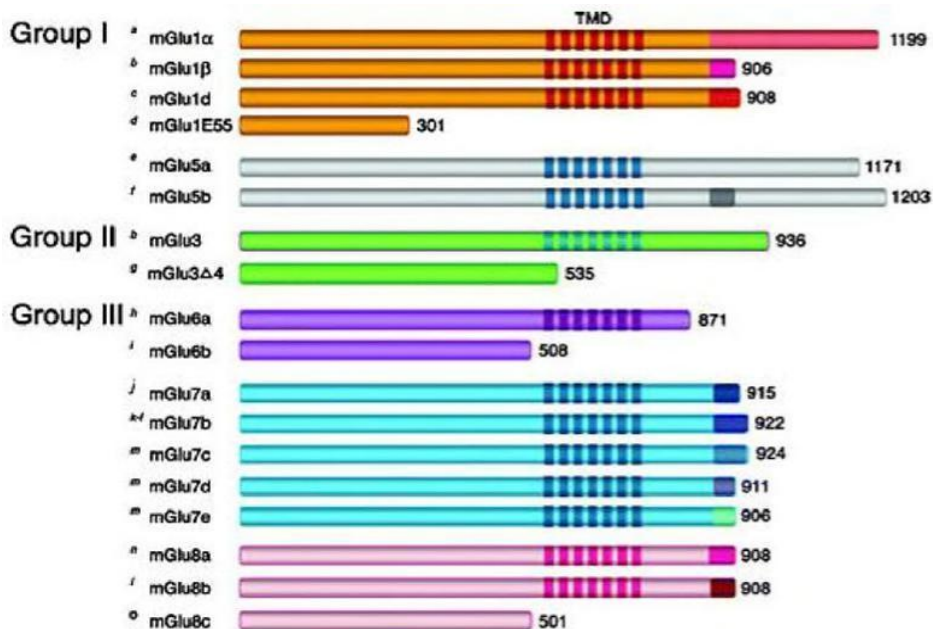 TMD
Group I a mGlu1α 1199
b mGlu1β 906
c mGlu1d 908
d mGlu1E55 301
e mGlu5a 1171
f mGlu5b 1203
Group II b mGlu3 936
g mGlu3Δ4 535
Group III h mGlu6a 871
i mGlu6b 508
j mGlu7a 915
k-l mGlu7b 922
m mGlu7c 924
m mGlu7d 911
m mGlu7e 906
n mGlu8a 908
l mGlu8b 908
o mGlu8c 501